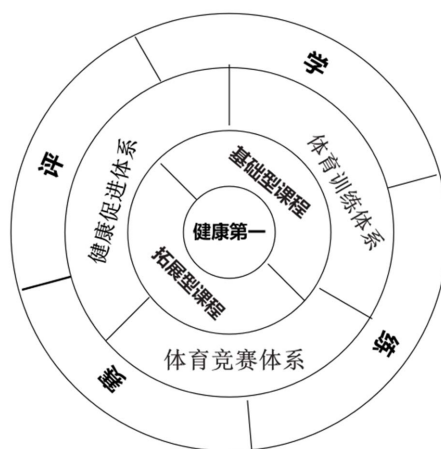 学
评
体育训练体系
健康促进体系
基础型课程
健康第一
拓展型课程
练
体育竞赛体系
赛